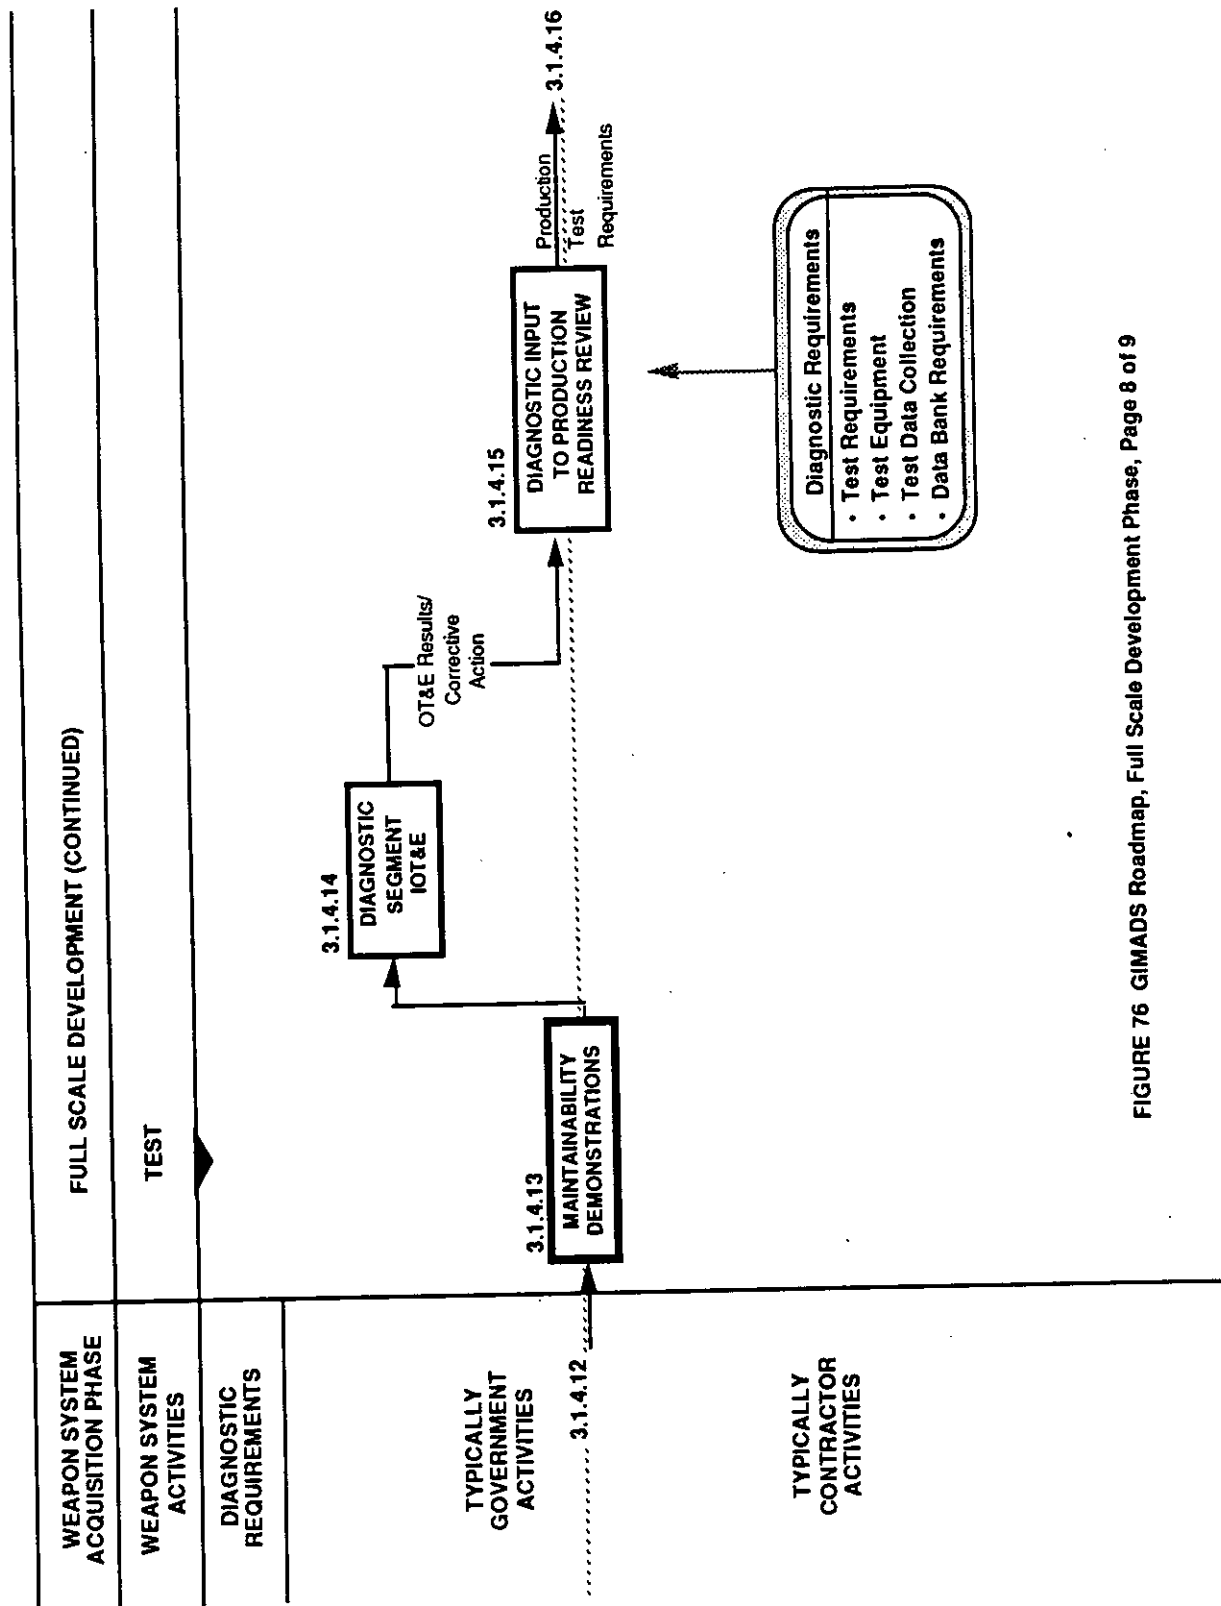 WEAPON SYSTEM
ACQUISITION PHASE
FULL SCALE DEVELOPMENT (CONTINUED)
WEAPON SYSTEM
ACTIVITIES
TEST
DIAGNOSTIC
REQUIREMENTS
TYPICALLY
GOVERNMENT
ACTIVITIES
3.1.4.12
3.1.4.13
MAINTAINABILITY
DEMONSTRATIONS
3.1.4.14
DIAGNOSTIC
SEGMENT
IOT&E
OT&E Results/
Corrective
Action
3.1.4.15
DIAGNOSTIC INPUT
TO PRODUCTION
READINESS REVIEW
Production
Test
Requirements
3.1.4.16
TYPICALLY
CONTRACTOR
ACTIVITIES
Diagnostic Requirements
• Test Requirements
• Test Equipment
• Test Data Collection
• Data Bank Requirements
FIGURE 76 GIMADS Roadmap, Full Scale Development Phase, Page 8 of 9